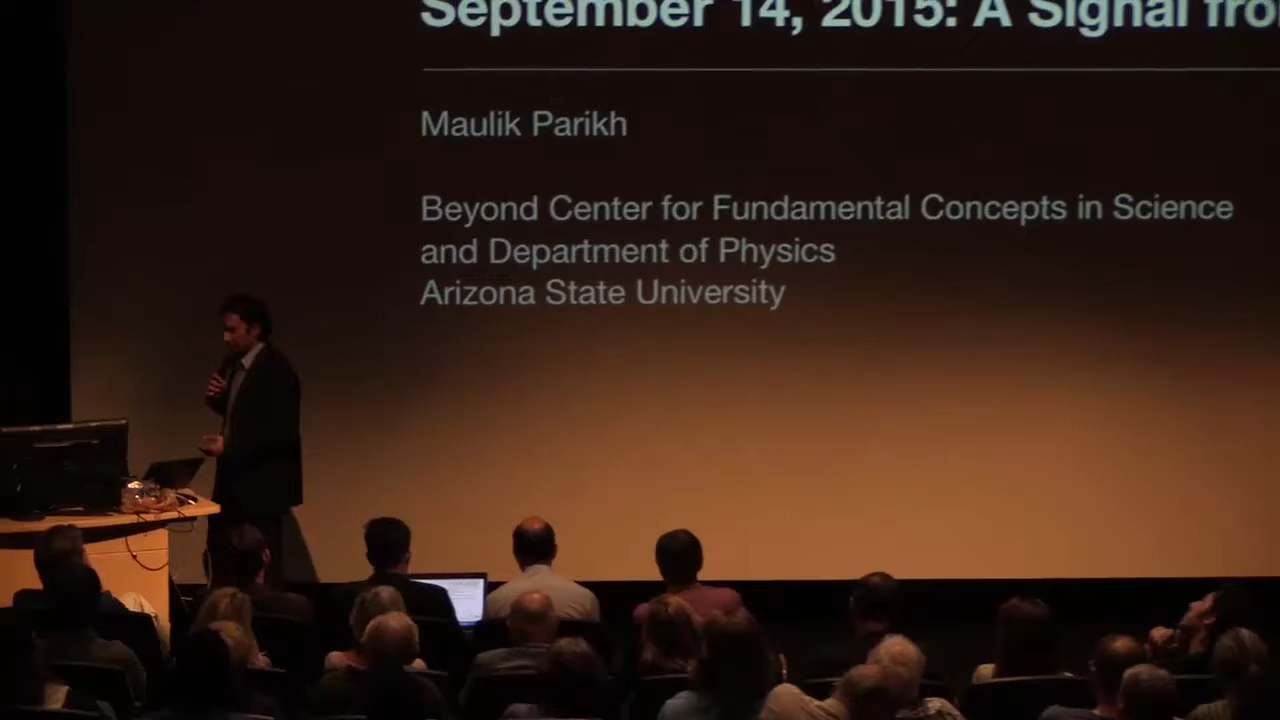 September 14, 2015: A Signal from
Maulik Parikh
Beyond Center for Fundamental Concepts in Science
and Department of Physics
Arizona State University